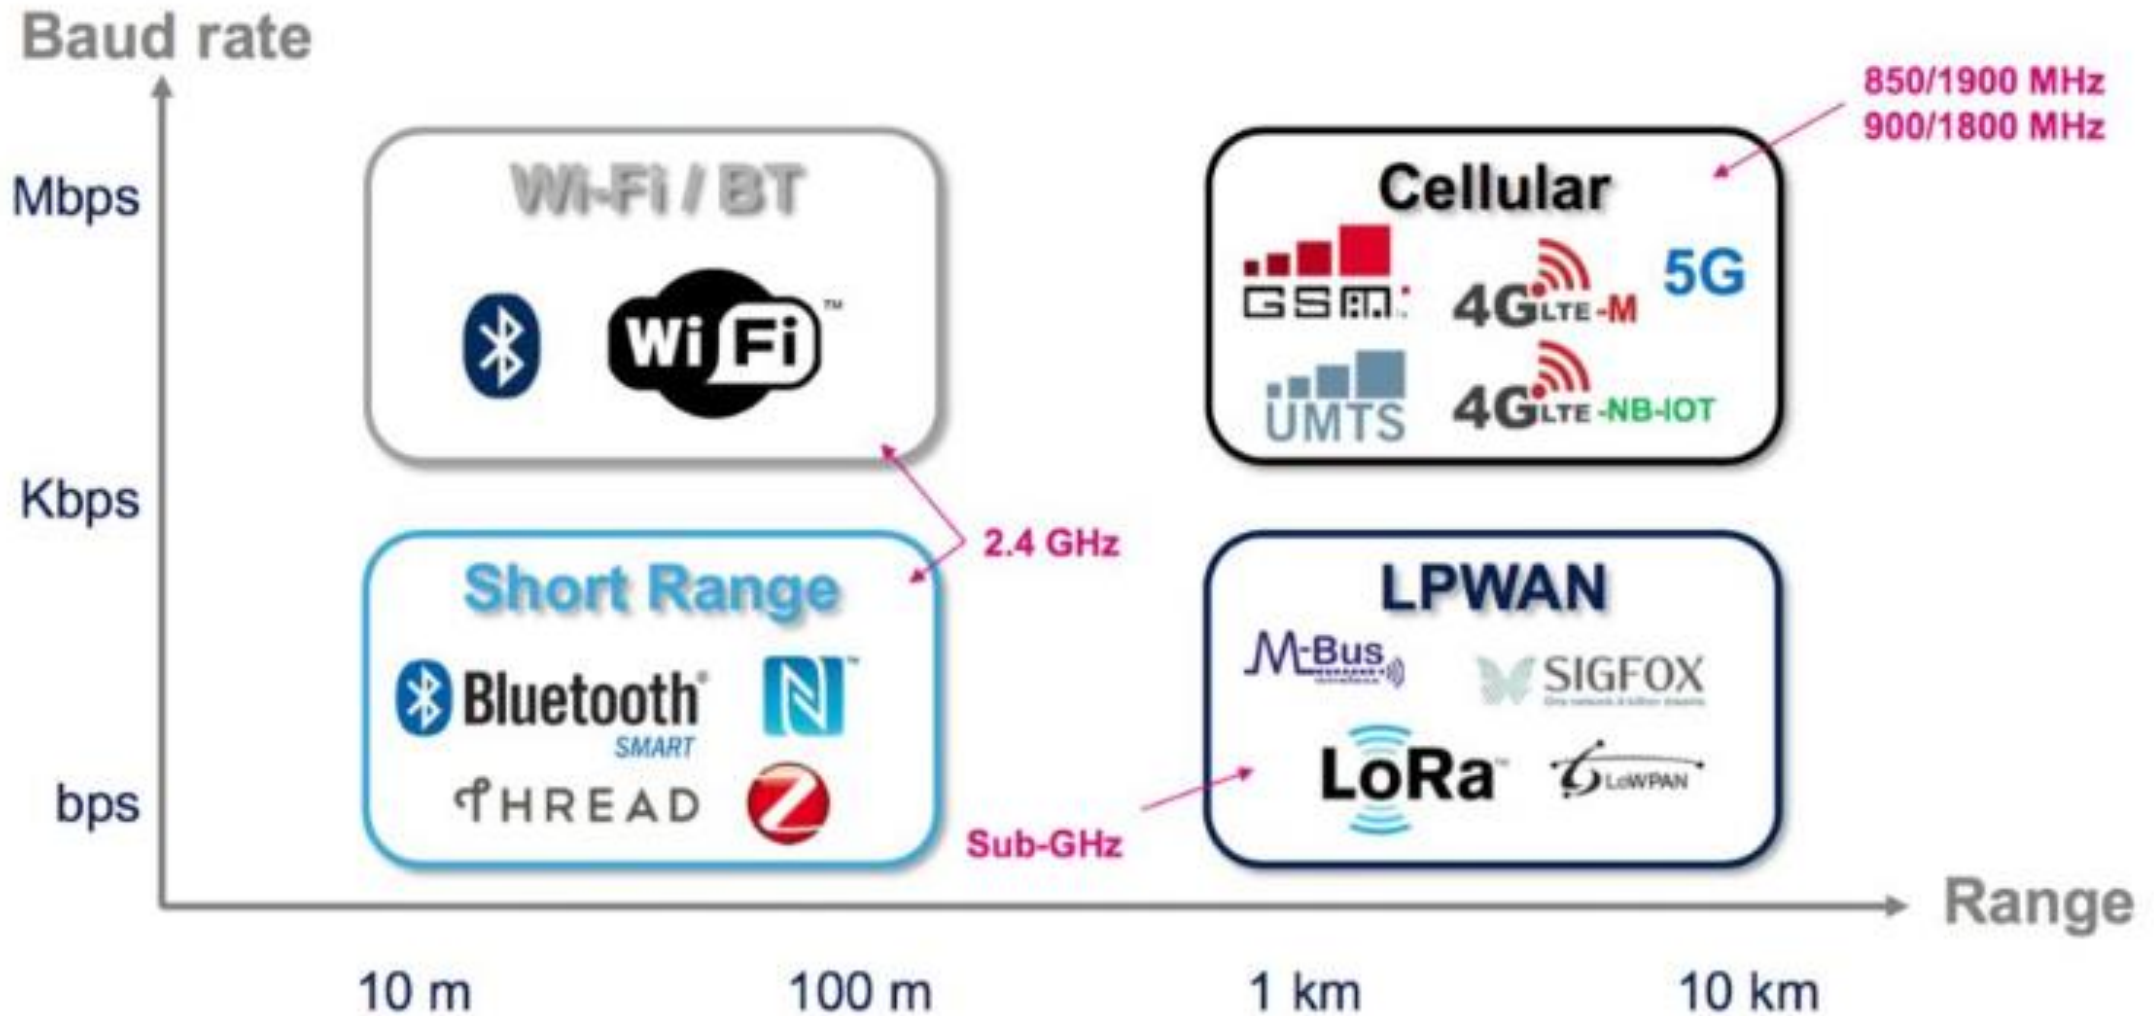 Baud rate
850/1900 MHz
900/1800 MHz
Mbps
Wi-Fi / BT
Cellular
GSM
4G LTE-M
5G
Wi Fi™
UMTS
4G LTE-NB-IOT
Kbps
2.4 GHz
Short Range
LPWAN
Bluetooth®
SMART
M-Bus
SIGFOX
THREAD
LoRa
6LoWPAN
bps
Sub-GHz
Range
10 m
100 m
1 km
10 km